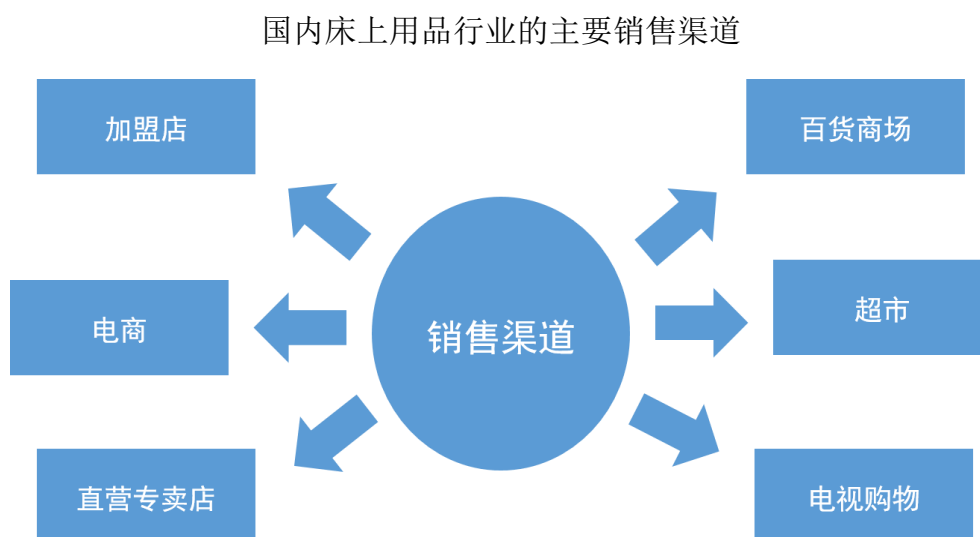 国内床上用品行业的主要销售渠道
加盟店
百货商场
电商
销售渠道
超市
直营专卖店
电视购物